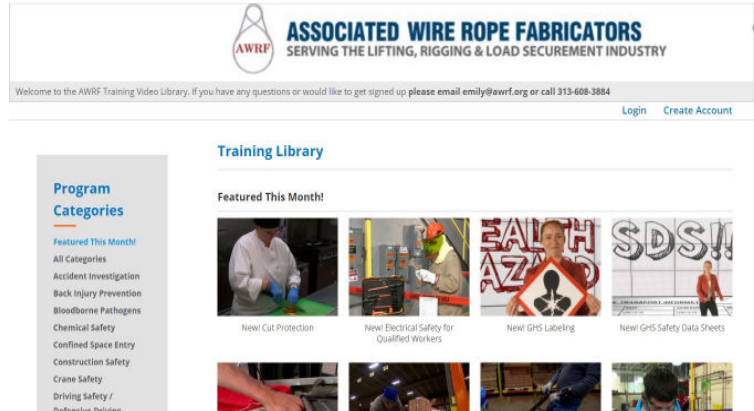 AWRF
ASSOCIATED WIRE ROPE FABRICATORS
SERVING THE LIFTING, RIGGING & LOAD SECUREMENT INDUSTRY
Welcome to the AWRF Training Video Library. If you have any questions or would like to get signed up please email emily@awrf.org or call 313-608-3884
Login Create Account
Training Library
Program
Categories
Featured This Month!
All Categories
Accident Investigation
Back Injury Prevention
Bloodborne Pathogens
Chemical Safety
Confined Space Entry
Construction Safety
Crane Safety
Driving Safety /
Defensive Driving
Featured This Month!
HEALTH
HAZARD
SDS!!
New! Cut Protection
New! Electrical Safety for
Qualified Workers
New! GHS Labeling
New! GHS Safety Data Sheets